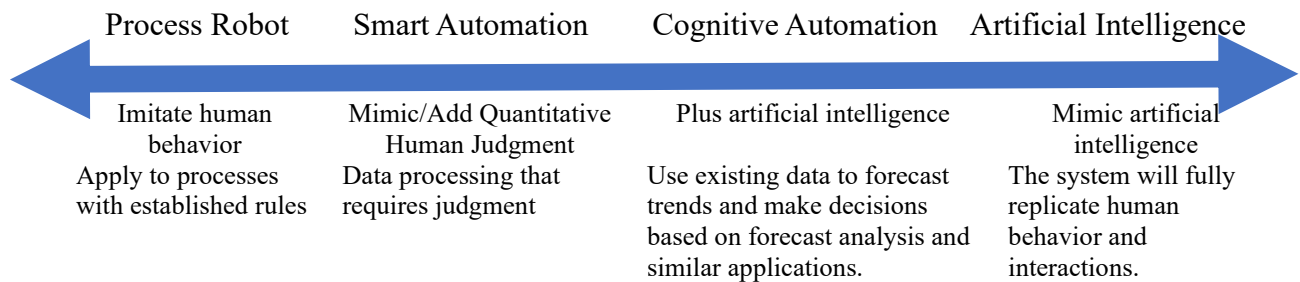 Process Robot
Smart Automation
Cognitive Automation
Artificial Intelligence
Imitate human
behavior
Apply to processes
with established rules
Mimic/Add Quantitative
Human Judgment
Data processing that
requires judgment
Plus artificial intelligence
Use existing data to forecast
trends and make decisions
based on forecast analysis and
similar applications.
Mimic artificial
intelligence
The system will fully
replicate human
behavior and
interactions.